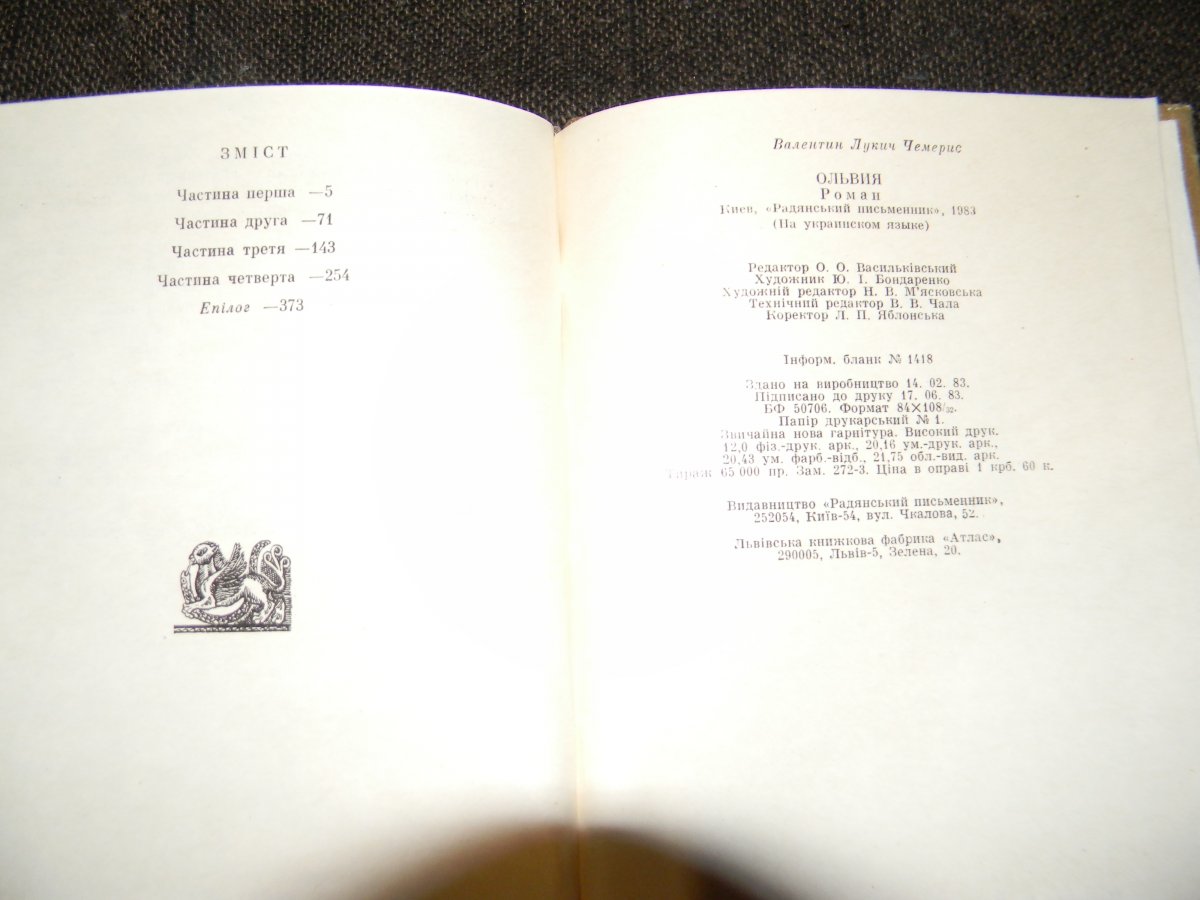 ЗМІСТ
Частина перша —5
Частина друга —71
Частина третя —143
Частина четверта —254
Епілог —373
Валентин Лукич Чемерис
ОЛЬВИЯ
Роман
Киев, «Радянський письменник», 1983
(На украинском языке)
Редактор О. О. Васильківський
Художник Ю. І. Бондаренко
Художній редактор Н. В. М'ясковська
Технічний редактор В. В. Чала
Коректор Л. П. Яблонська
Інформ. бланк № 1418
Здано на виробництво 14. 02. 83.
Підписано до друку 17. 06. 83.
БФ 50706. Формат 84×108/32.
Папір друкарський № 1.
Звичайна нова гарнітура. Високий друк.
12,0 фіз.-друк. арк., 20,16 ум.-друк. арк.,
20,43 ум. фарб.-відб., 21,75 обл.-вид. арк.
Тираж 65 000 пр. Зам. 272-3. Ціна в оправі 1 крб. 60 к.
Видавництво «Радянський письменник»,
252054, Київ-54, вул. Чкалова, 52.
Львівська книжкова фабрика «Атлас»,
290005, Львів-5, Зелена, 20.